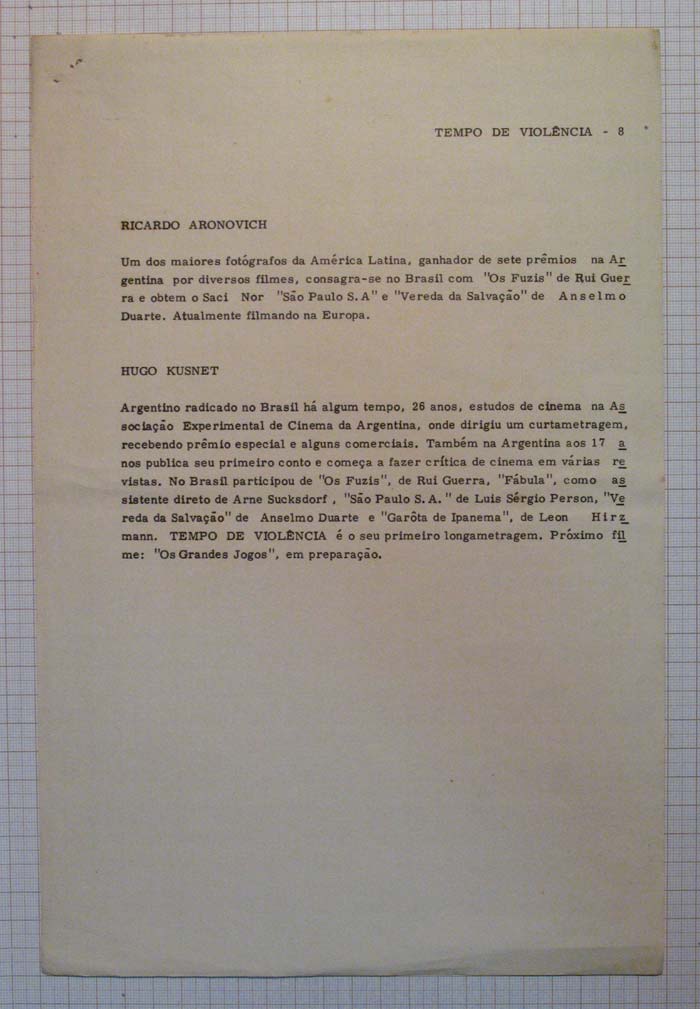 TEMPO DE VIOLÊNCIA - 8
RICARDO ARONOVICH
Um dos maiores fotógrafos da América Latina, ganhador de sete prêmios na Ar
gentina por diversos filmes, consagra-se no Brasil com "Os Fuzis" de Rui Guer
ra e obtem o Saci Nor "São Paulo S.A" e "Vereda da Salvação" de Anselmo
Duarte. Atualmente filmando na Europa.
HUGO KUSNET
Argentino radicado no Brasil há algum tempo, 26 anos, estudos de cinema na As
sociação Experimental de Cinema da Argentina, onde dirigiu um curtametragem,
recebendo prêmio especial e alguns comerciais. Também na Argentina aos 17 a
nos publica seu primeiro conto e começa a fazer crítica de cinema em várias re
vistas. No Brasil participou de "Os Fuzis", de Rui Guerra, "Fábula", como as
sistente direto de Arne Sucksdorf , "São Paulo S.A. " de Luis Sérgio Person, "Ve
reda da Salvação" de Anselmo Duarte e "Garôta de Ipanema", de Leon Hirz
mann. TEMPO DE VIOLÊNCIA é o seu primeiro longametragem. Próximo fil
me: "Os Grandes Jogos", em preparação.